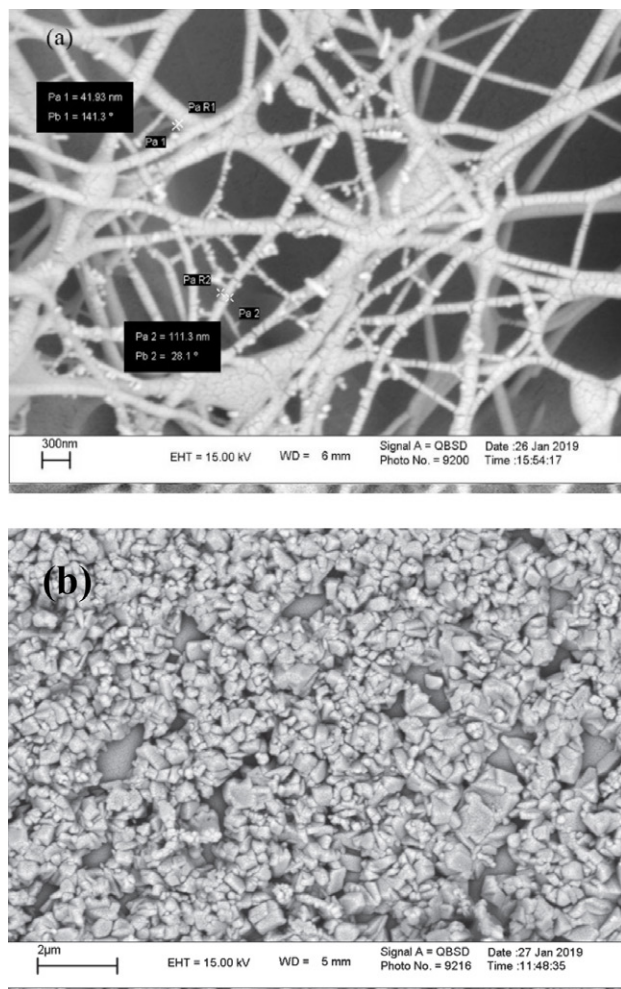 (a)
Pa 1 = 41.93 nm
Pb 1 = 141.3 °
Pa R1
Pa 1
Pa R2
Pa 2
Pa 2 = 111.3 nm
Pb 2 = 28.1 °
300nm
EHT = 15.00 kV
WD = 6 mm
Signal A = QBSD
Date :26 Jan 2019
Photo No. = 9200
Time :15:54:17
(b)
2µm
EHT = 15.00 kV
WD = 5 mm
Signal A = QBSD
Date :27 Jan 2019
Photo No. = 9216
Time :11:48:35